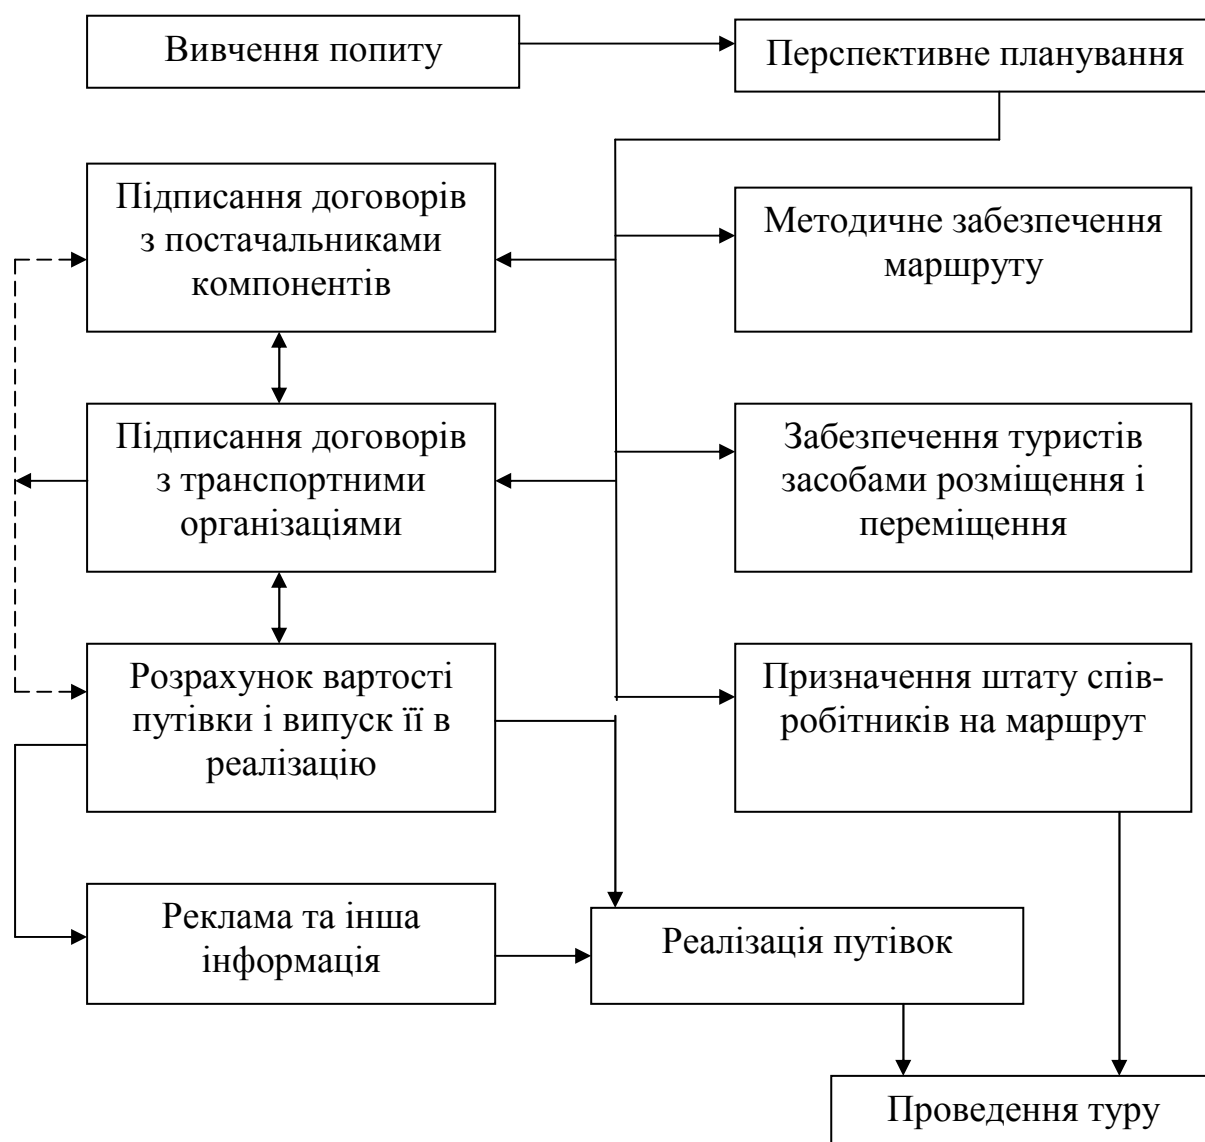 Вивчення попиту
Перспективне планування
Підписання договорів
з постачальниками
компонентів
Методичне забезпечення
маршруту
Підписання договорів
з транспортними
організаціями
Забезпечення туристів
засобами розміщення і
переміщення
Розрахунок вартості
путівки і випуск її в
реалізацію
Призначення штату спів-
робітників на маршрут
Реклама та інша
інформація
Реалізація путівок
Проведення туру